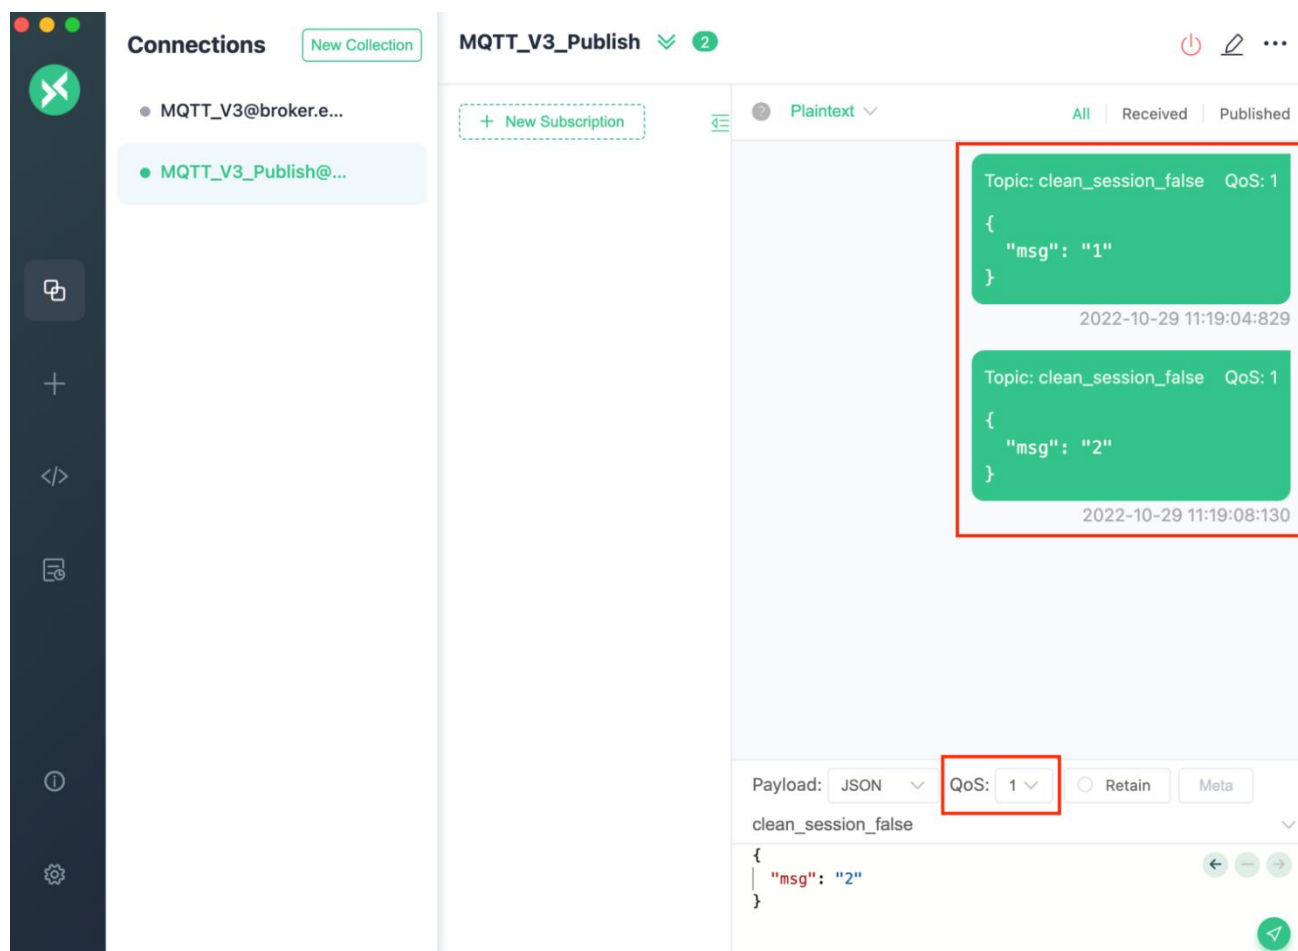 Connections
New Collection
MQTT_V3@broker.e...
MQTT_V3_Publish@...
MQTT_V3_Publish
2
+ New Subscription
Plaintext
All
Received
Published
Topic: clean_session_false QoS: 1
{
"msg": "1"
}
2022-10-29 11:19:04:829
Topic: clean_session_false QoS: 1
{
"msg": "2"
}
2022-10-29 11:19:08:130
Payload: JSON QoS: 1 Retain Meta
clean_session_false
{
"msg": "2"
}